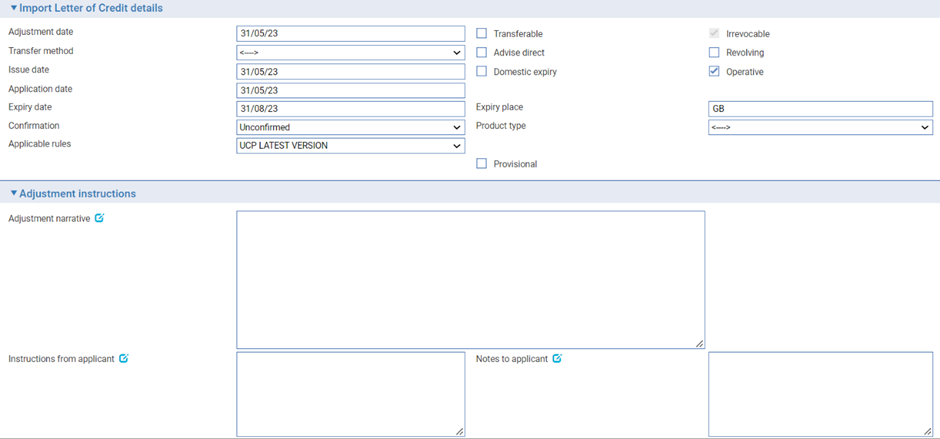 Import Letter of Credit details
Adjustment date 31/05/23 Transferable Irrevocable
Transfer method <----> Advise direct Revolving
Issue date 31/05/23 Domestic expiry Operative
Application date 31/05/23
Expiry date 31/08/23 Expiry place GB
Confirmation Unconfirmed Product type <---->
Applicable rules UCP LATEST VERSION
Provisional
Adjustment instructions
Adjustment narrative
Instructions from applicant Notes to applicant